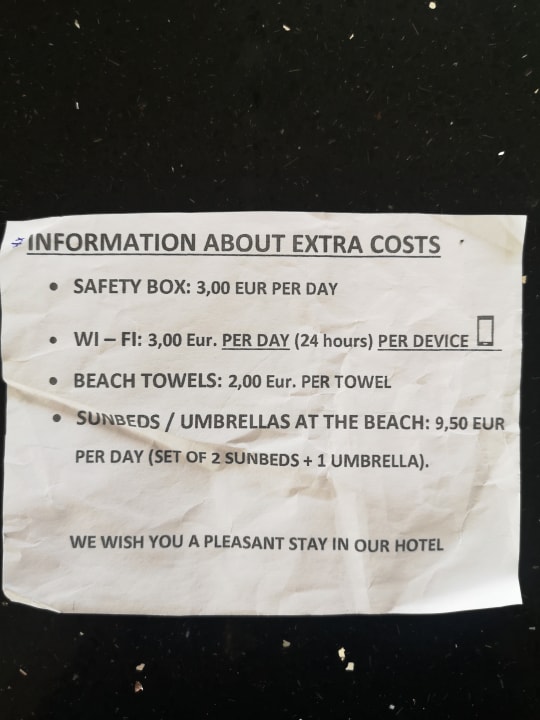 INFORMATION ABOUT EXTRA COSTS
• SAFETY BOX: 3,00 EUR PER DAY
• WI – FI: 3,00 Eur. PER DAY (24 hours) PER DEVICE
• BEACH TOWELS: 2,00 Eur. PER TOWEL
• SUNBEDS / UMBRELLAS AT THE BEACH: 9,50 EUR
PER DAY (SET OF 2 SUNBEDS + 1 UMBRELLA).
WE WISH YOU A PLEASANT STAY IN OUR HOTEL